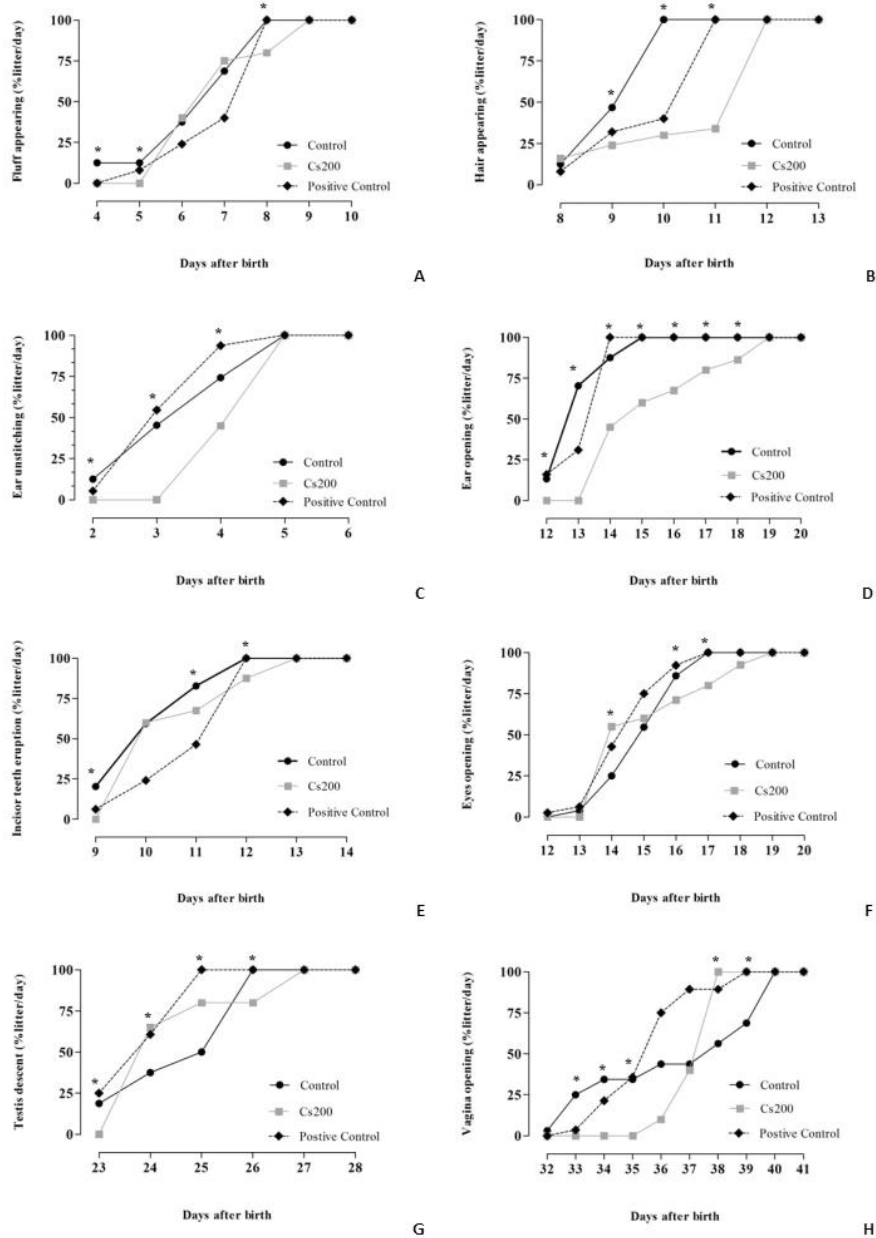 *
100
75
50
25
0
Fluff appearing (%litter/day)
* *
Control
Cs200
Positive Control
4 5 6 7 8 9 10
Days after birth
A
* *
100
75
50
25
0
Hair appearing (%litter/day)
*
Control
Cs200
Positive Control
8 9 10 11 12 13
Days after birth
B
* * *
100
75
50
25
0
Ear unstitching (%litter/day)
Control
Cs200
Positive Control
2 3 4 5 6
Days after birth
C
* * * * * * *
100
75
50
25
0
Ear opening (%litter/day)
Control
Cs200
Positive Control
12 13 14 15 16 17 18 19 20
Days after birth
D
* * *
100
75
50
25
0
Incisor teeth eruption (%litter/day)
Control
Cs200
Positive Control
9 10 11 12 13 14
Days after birth
E
* * *
100
75
50
25
0
Eyes opening (%litter/day)
Control
Cs200
Positive Control
12 13 14 15 16 17 18 19 20
Days after birth
F
* * * *
100
75
50
25
0
Testis descent (%litter/day)
Control
Cs200
Postive Control
23 24 25 26 27 28
Days after birth
G
* * * * *
100
75
50
25
0
Vagina opening (%litter/day)
Control
Cs200
Postive Control
32 33 34 35 36 37 38 39 40 41
Days after birth
H